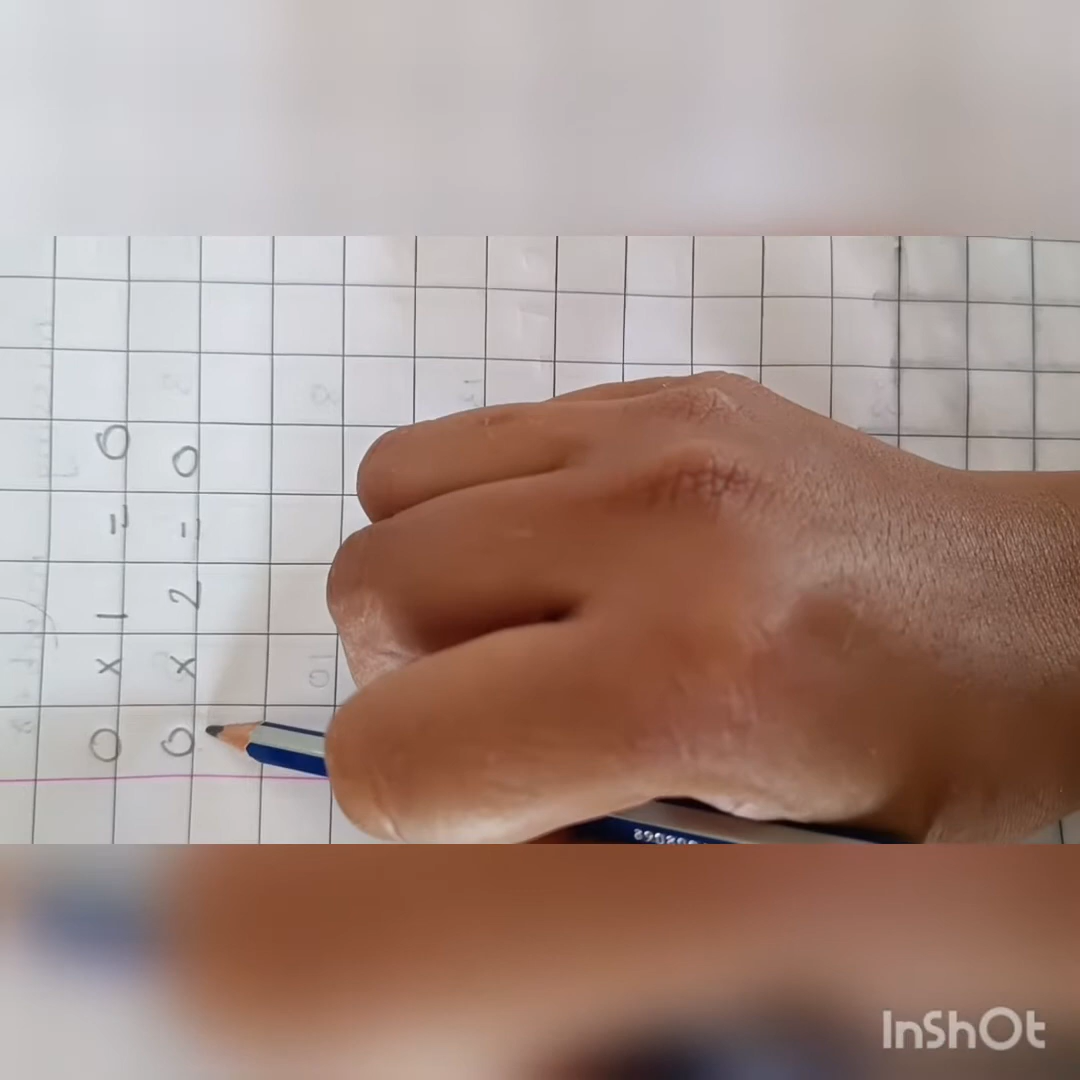 0 x 1 = 0
0 x 2 = 0
InShOt